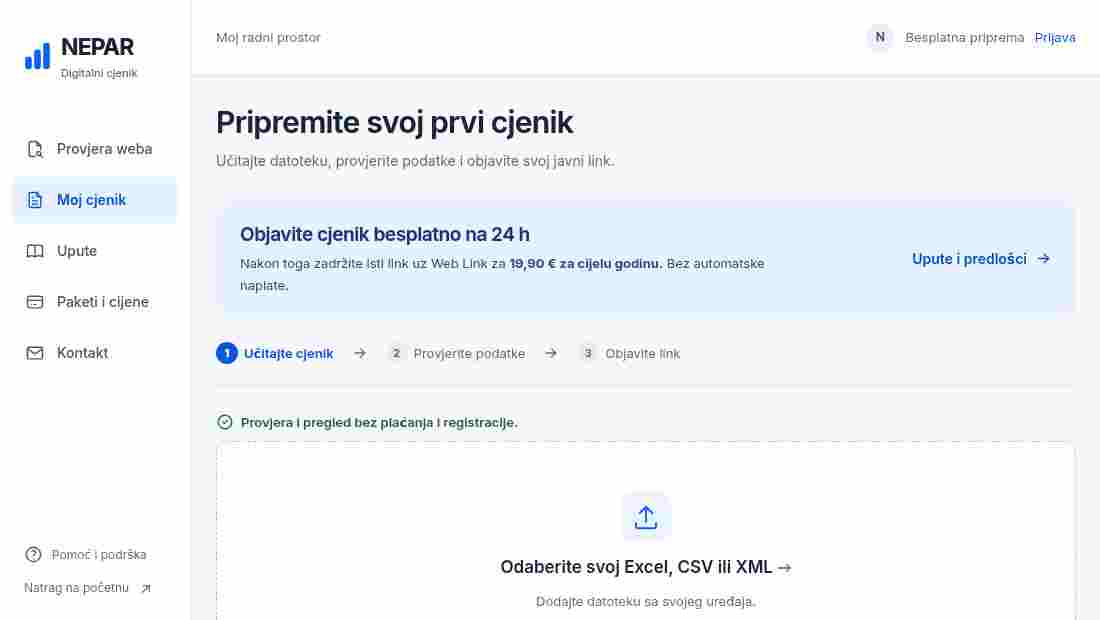 NEPAR
Digitalni cjenik
Provjera weba
Moj cjenik
Upute
Paketi i cijene
Kontakt
Pomoć i podrška
Natrag na početnu
Moj radni prostor
N
Besplatna priprema
Prijava
Pripremite svoj prvi cjenik
Učitajte datoteku, provjerite podatke i objavite svoj javni link.
Objavite cjenik besplatno na 24 h
Nakon toga zadržite isti link uz Web Link za 19,90 € za cijelu godinu. Bez automatske
naplate.
Upute i predlošci →
1 Učitajte cjenik → 2 Provjerite podatke → 3 Objavite link
Provjera i pregled bez plaćanja i registracije.
Odaberite svoj Excel, CSV ili XML →
Dodajte datoteku sa svojeg uređaja.